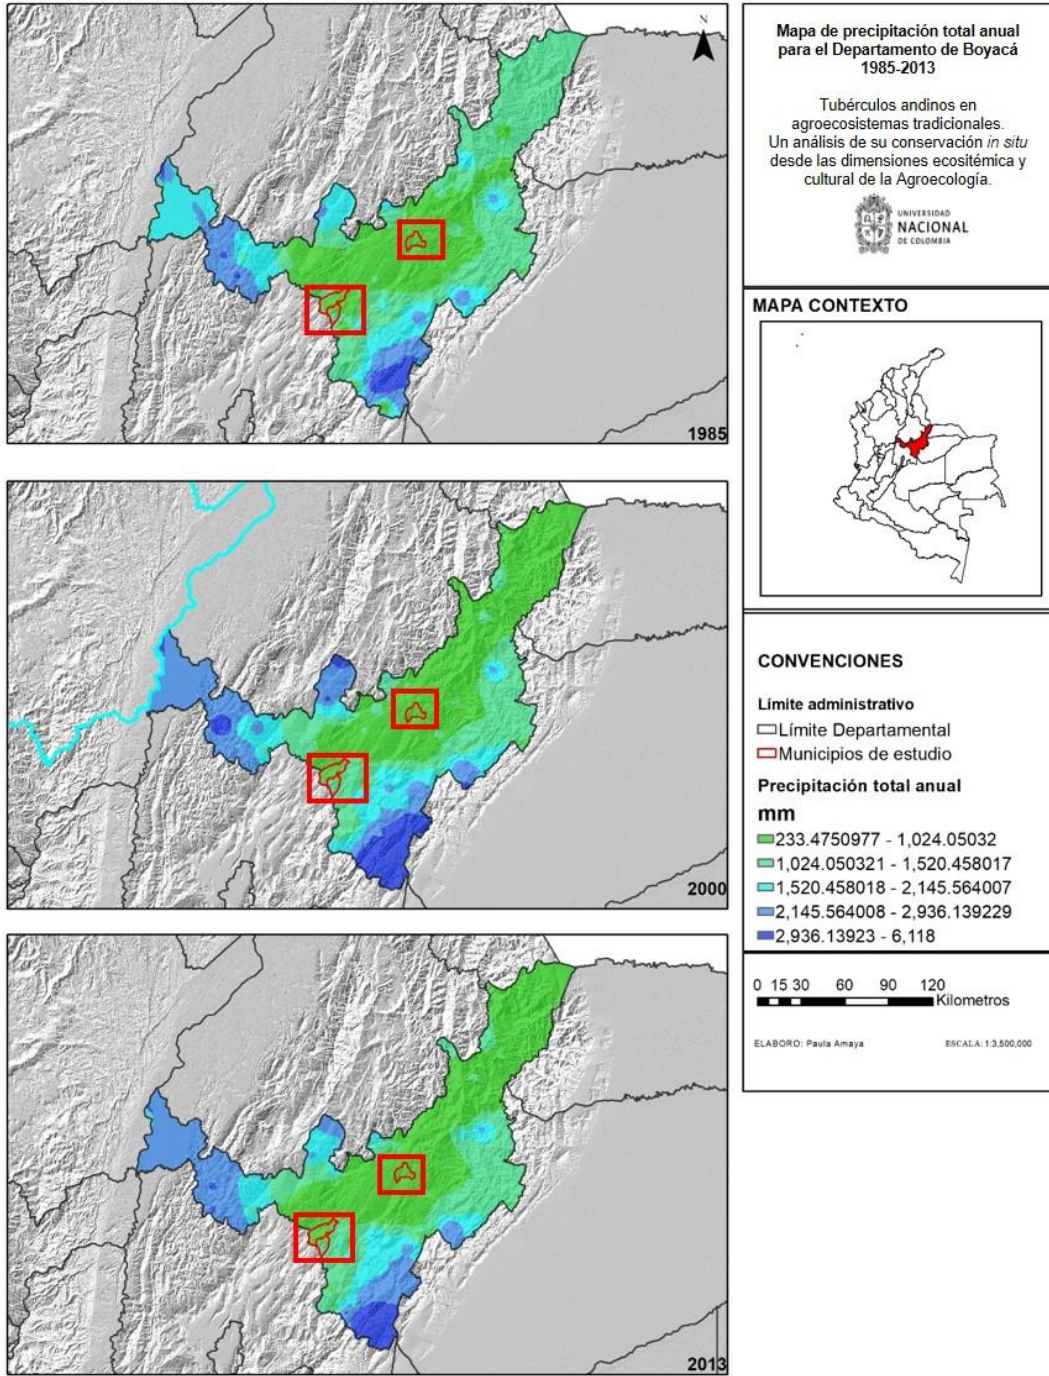 N
1985
2000
2013
Mapa de precipitación total anual
para el Departamento de Boyacá
1985-2013
Tubérculos andinos en
agroecosistemas tradicionales.
Un análisis de su conservación in situ
desde las dimensiones ecositémica y
cultural de la Agroecología.
UNIVERSIDAD
NACIONAL
DE COLOMBIA
MAPA CONTEXTO
CONVENCIONES
Límite administrativo
Límite Departamental
Municipios de estudio
Precipitación total anual
mm
233.4750977 - 1,024.05032
1,024.050321 - 1,520.458017
1,520.458018 - 2,145.564007
2,145.564008 - 2,936.139229
2,936.13923 - 6,118
0 15 30 60 90 120
Kilometros
ELABORO: Paula Amaya ESCALA: 1:3,500,000